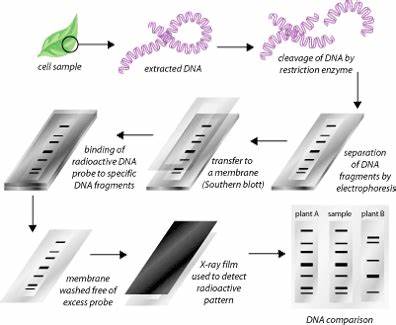 cell sample
extracted DNA
cleavage of DNA by
restriction enzyme
separation
of DNA
fragments by
electrophoresis
transfer to
a membrane
(Southern blott)
binding of
radioactive DNA
probe to specific
DNA fragments
membrane
washed free of
excess probe
X-ray film
used to detect
radioactive
pattern
plant A sample plant B
DNA comparison